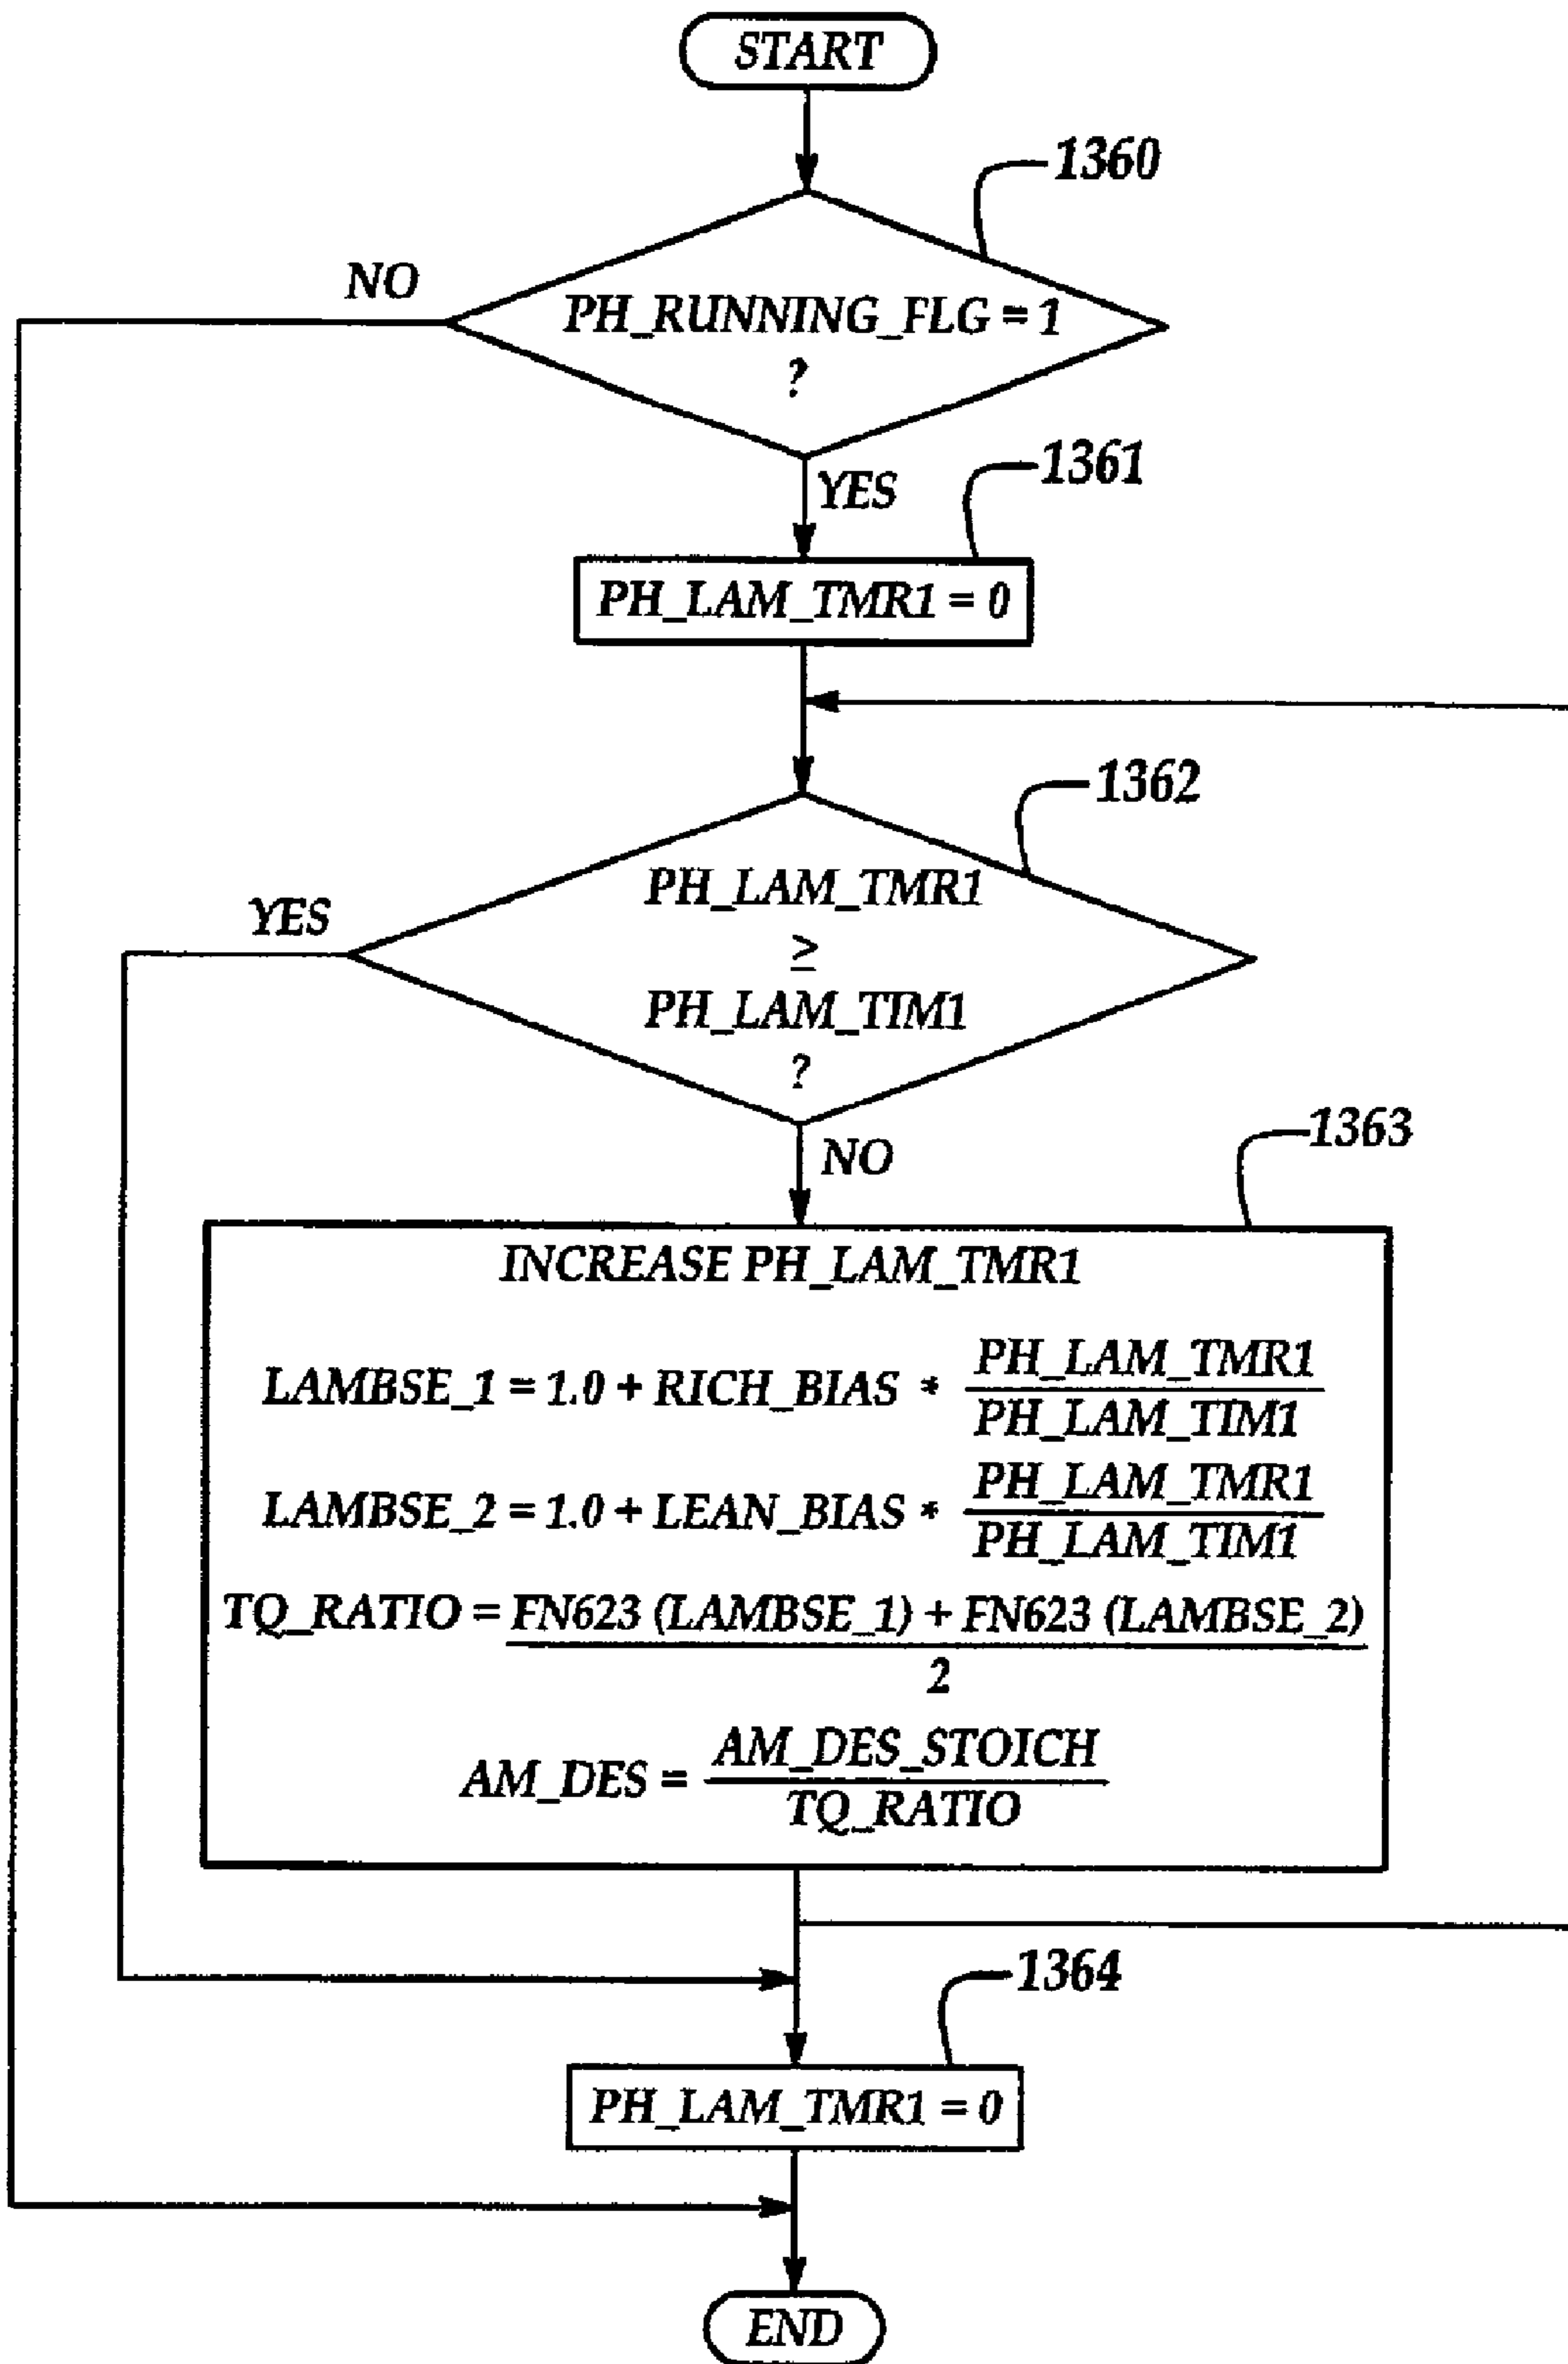 START
1360
NO
PH_RUNNING_FLG = 1
?
1361
YES
PH_LAM_TMR1 = 0
1362
PH_LAM_TMR1
YES
≥
PH_LAM_TIM1
?
1363
NO
INCREASE PH_LAM_TMR1
PH_LAM_TMR1
LAMBSE_1 = 1.0 + RICH_BIAS *
PH_LAM_TIM1
PH_LAM_TMR1
LAMBSE_2 = 1.0 + LEAN_BIAS *
PH_LAM_TIM1
TQ_RATIO = FN623 (LAMBSE_1) + FN623 (LAMBSE_2)
2
AM_DES_STOICH
AM_DES =
TQ_RATIO
1364
PH_LAM_TMR1 = 0
END